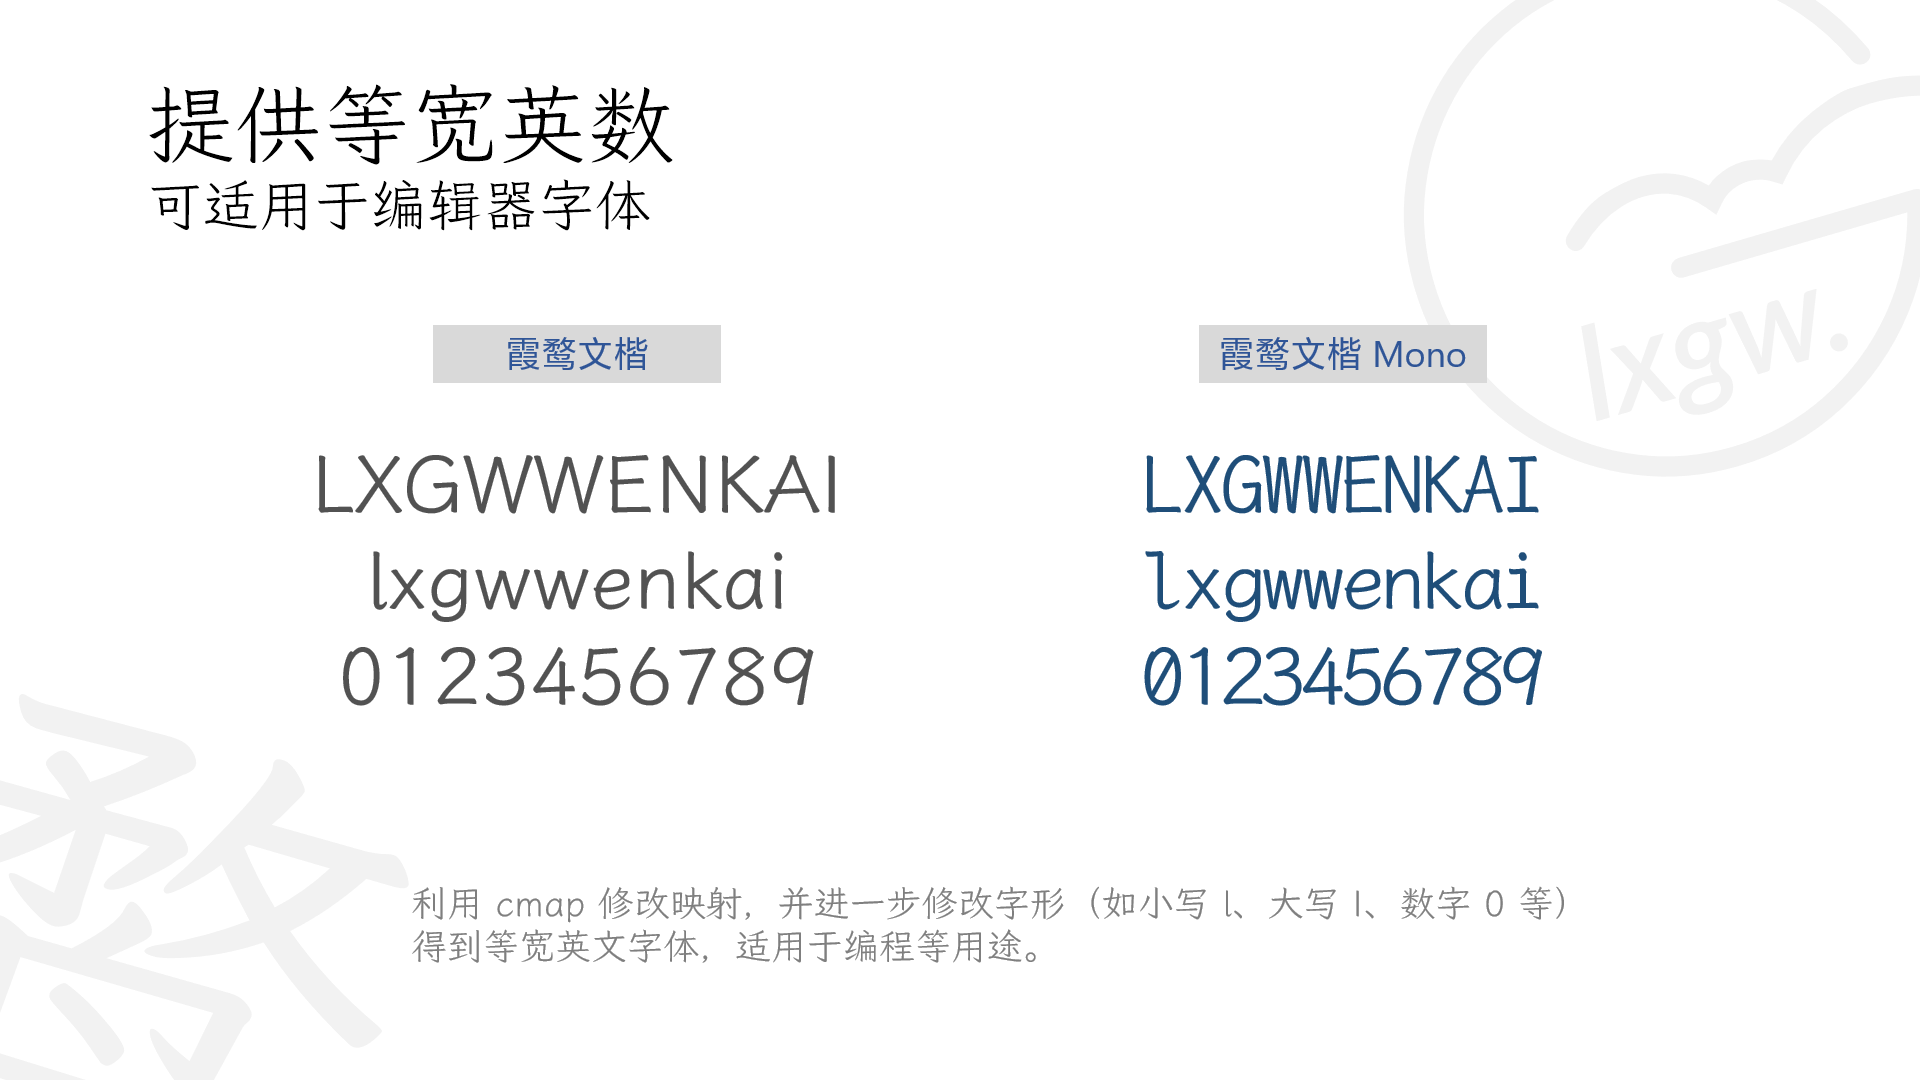 提供等宽英数
可适用于编辑器字体
lxgw.
霞鹜文楷
霞鹜文楷 Mono
LXGWWENKAI
lxgwwenkai
0123456789
LXGWWENKAI
lxgwwenkai
0123456789
鹜
利用 cmap 修改映射，并进一步修改字形（如小写 l、大写 I、数字 0 等）
得到等宽英文字体，适用于编程等用途。